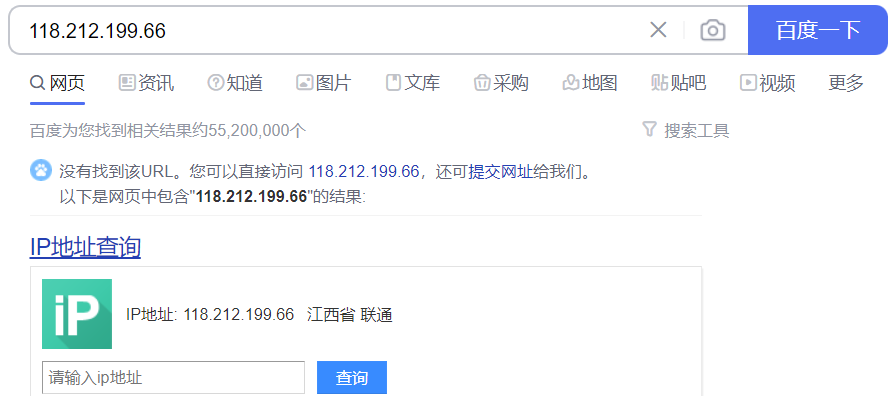 118.212.199.66 百度一下
网页 资讯 知道 图片 文库 采购 地图 贴吧 视频 更多
百度为您找到相关结果约55,200,000个 搜索工具
没有找到该URL。您可以直接访问 118.212.199.66，还可提交网址给我们。
以下是网页中包含"118.212.199.66"的结果:
IP地址查询
iP IP地址: 118.212.199.66 江西省 联通
请输入ip地址 查询